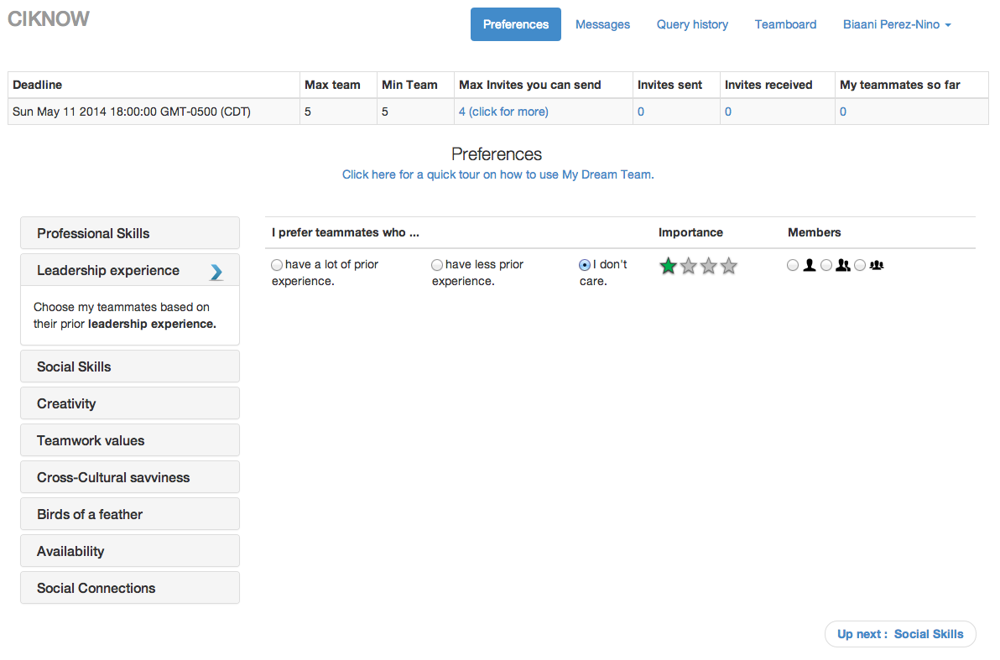 CIKNOW
Preferences Messages Query history Teamboard Biaani Perez-Nino
Deadline Max team Min Team Max Invites you can send Invites sent Invites received My teammates so far
Sun May 11 2014 18:00:00 GMT-0500 (CDT) 5 5 4 (click for more) 0 0 0
Preferences
Click here for a quick tour on how to use My Dream Team.
Professional Skills
Leadership experience
Choose my teammates based on
their prior leadership experience.
Social Skills
Creativity
Teamwork values
Cross-Cultural savviness
Birds of a feather
Availability
Social Connections
I prefer teammates who ... Importance Members
have a lot of prior
experience.
have less prior
experience.
I don't
care.
Up next : Social Skills